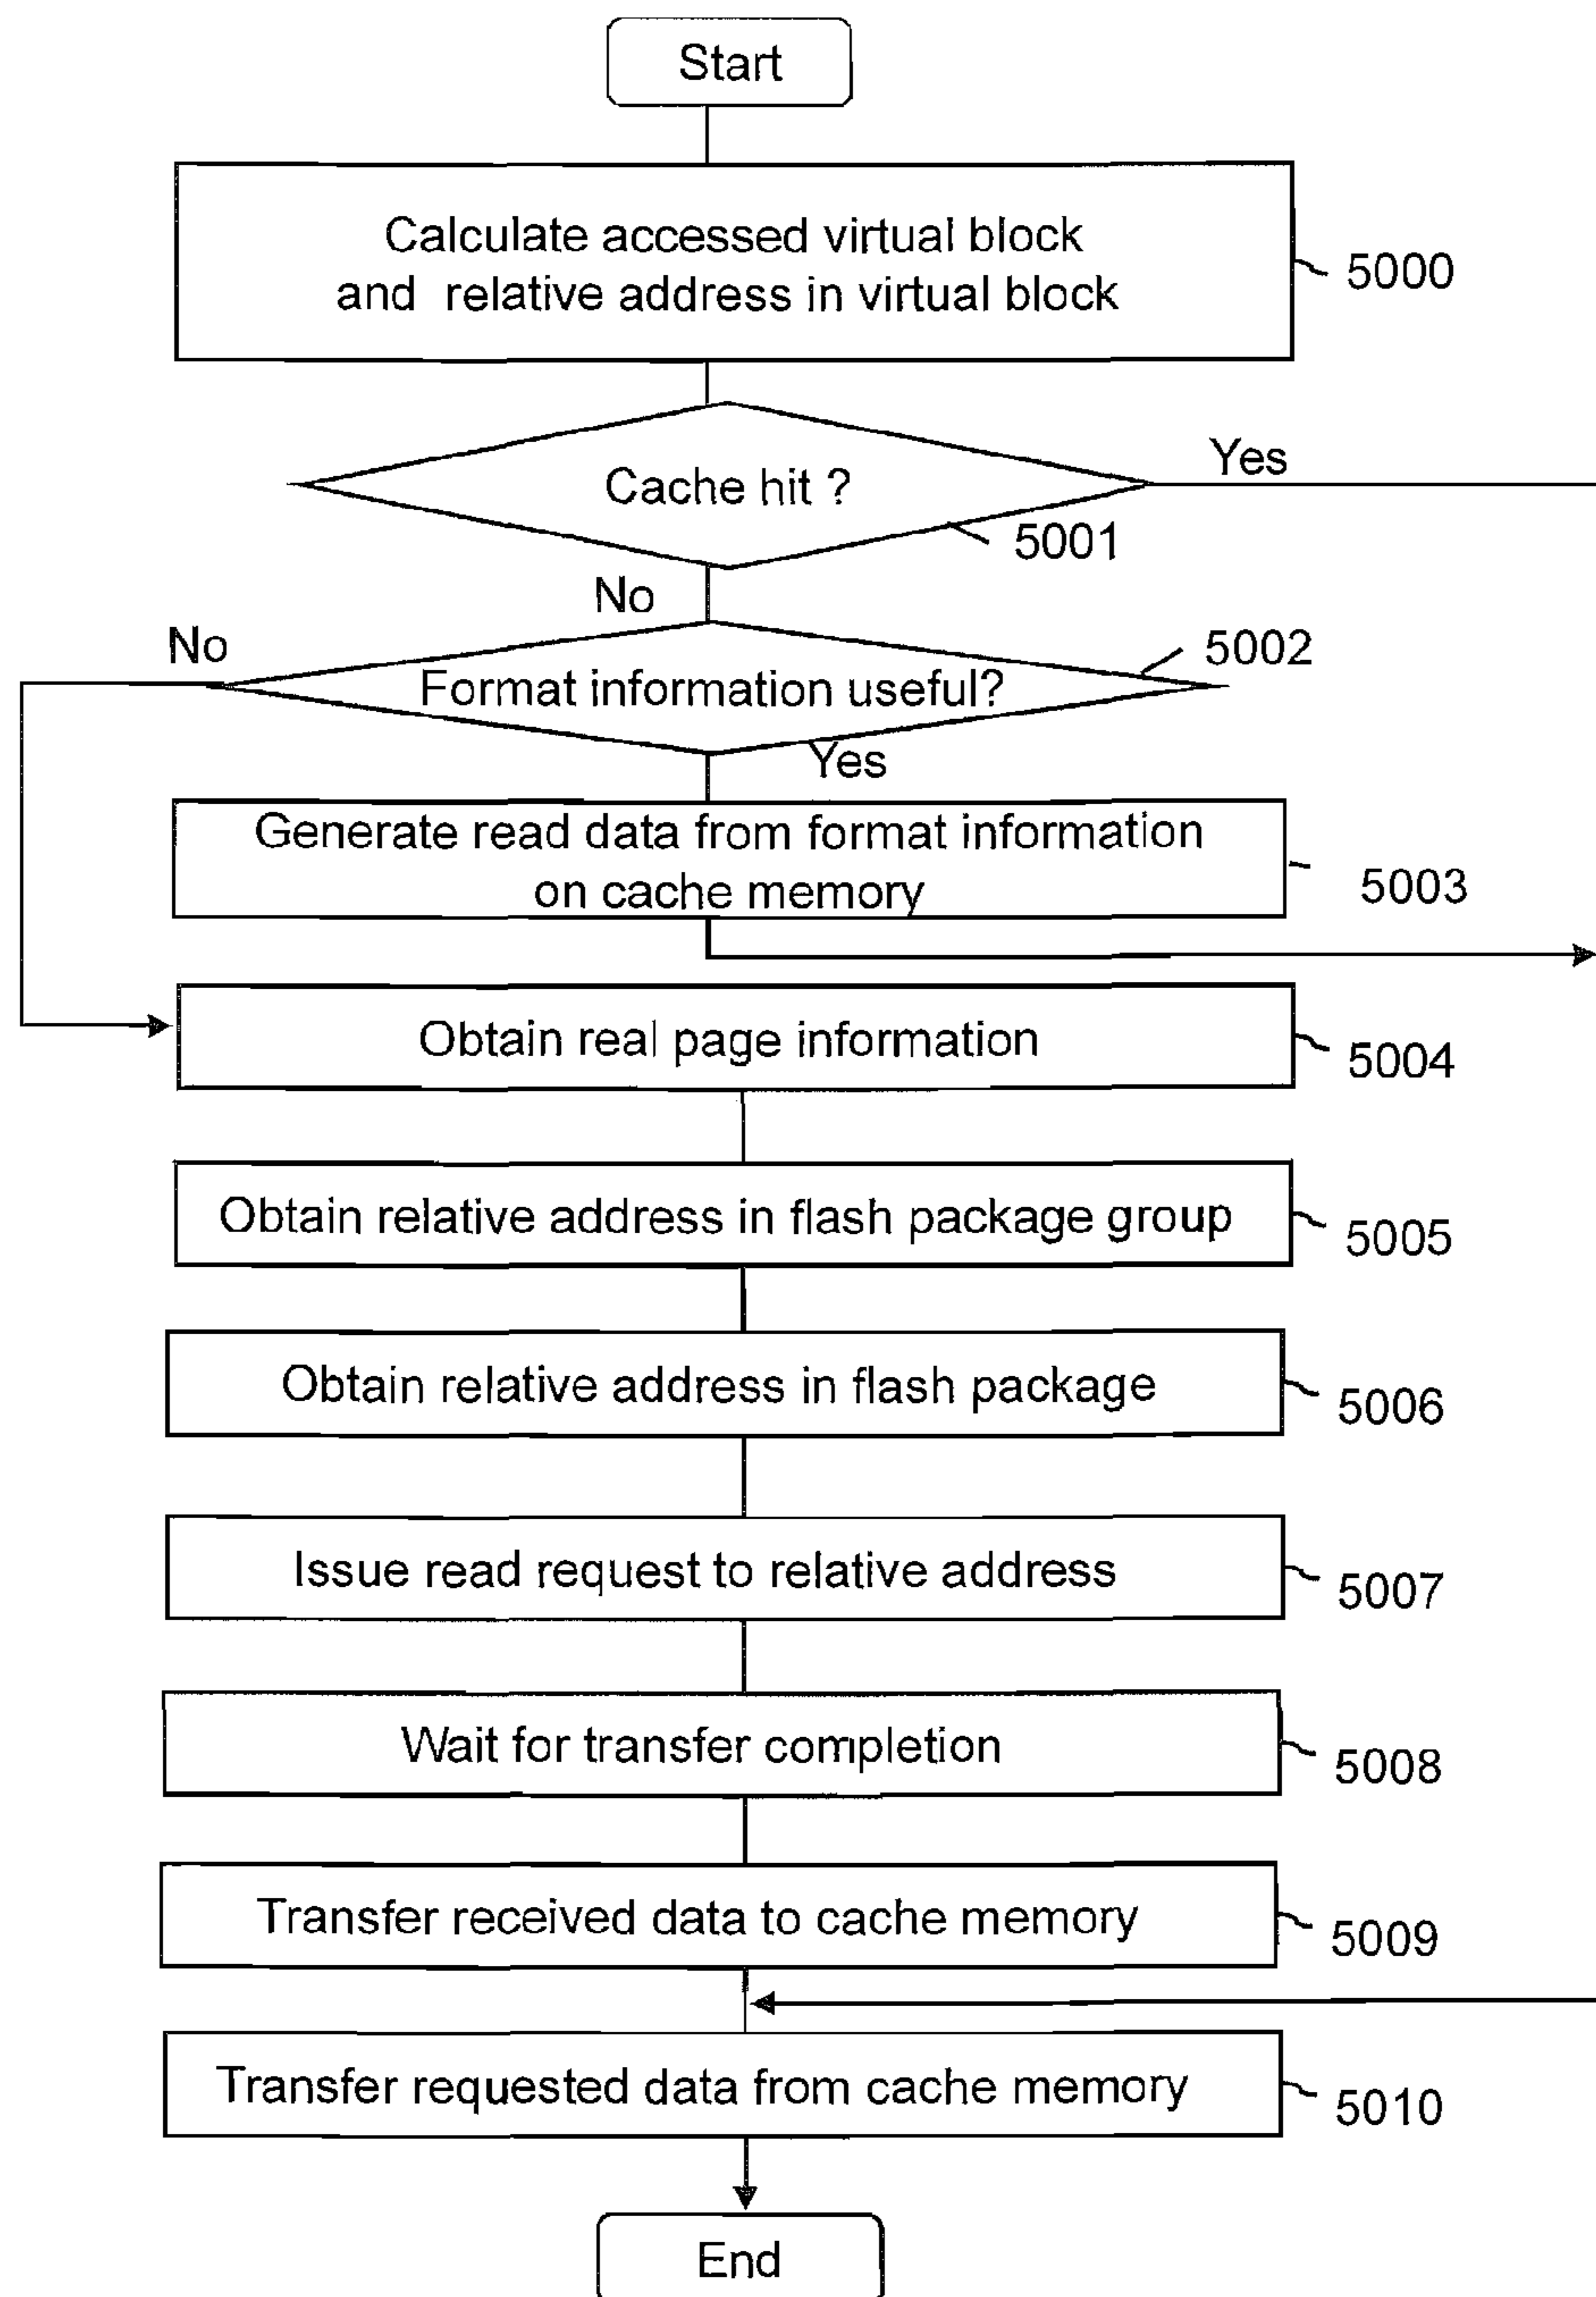 Start
Calculate accessed virtual block
and relative address in virtual block
5000
Cache hit ?
Yes
5001
No
No
5002
Format information useful?
Yes
Generate read data from format information
on cache memory
5003
Obtain real page information
5004
Obtain relative address in flash package group
5005
Obtain relative address in flash package
5006
Issue read request to relative address
5007
Wait for transfer completion
5008
Transfer received data to cache memory
5009
Transfer requested data from cache memory
5010
End